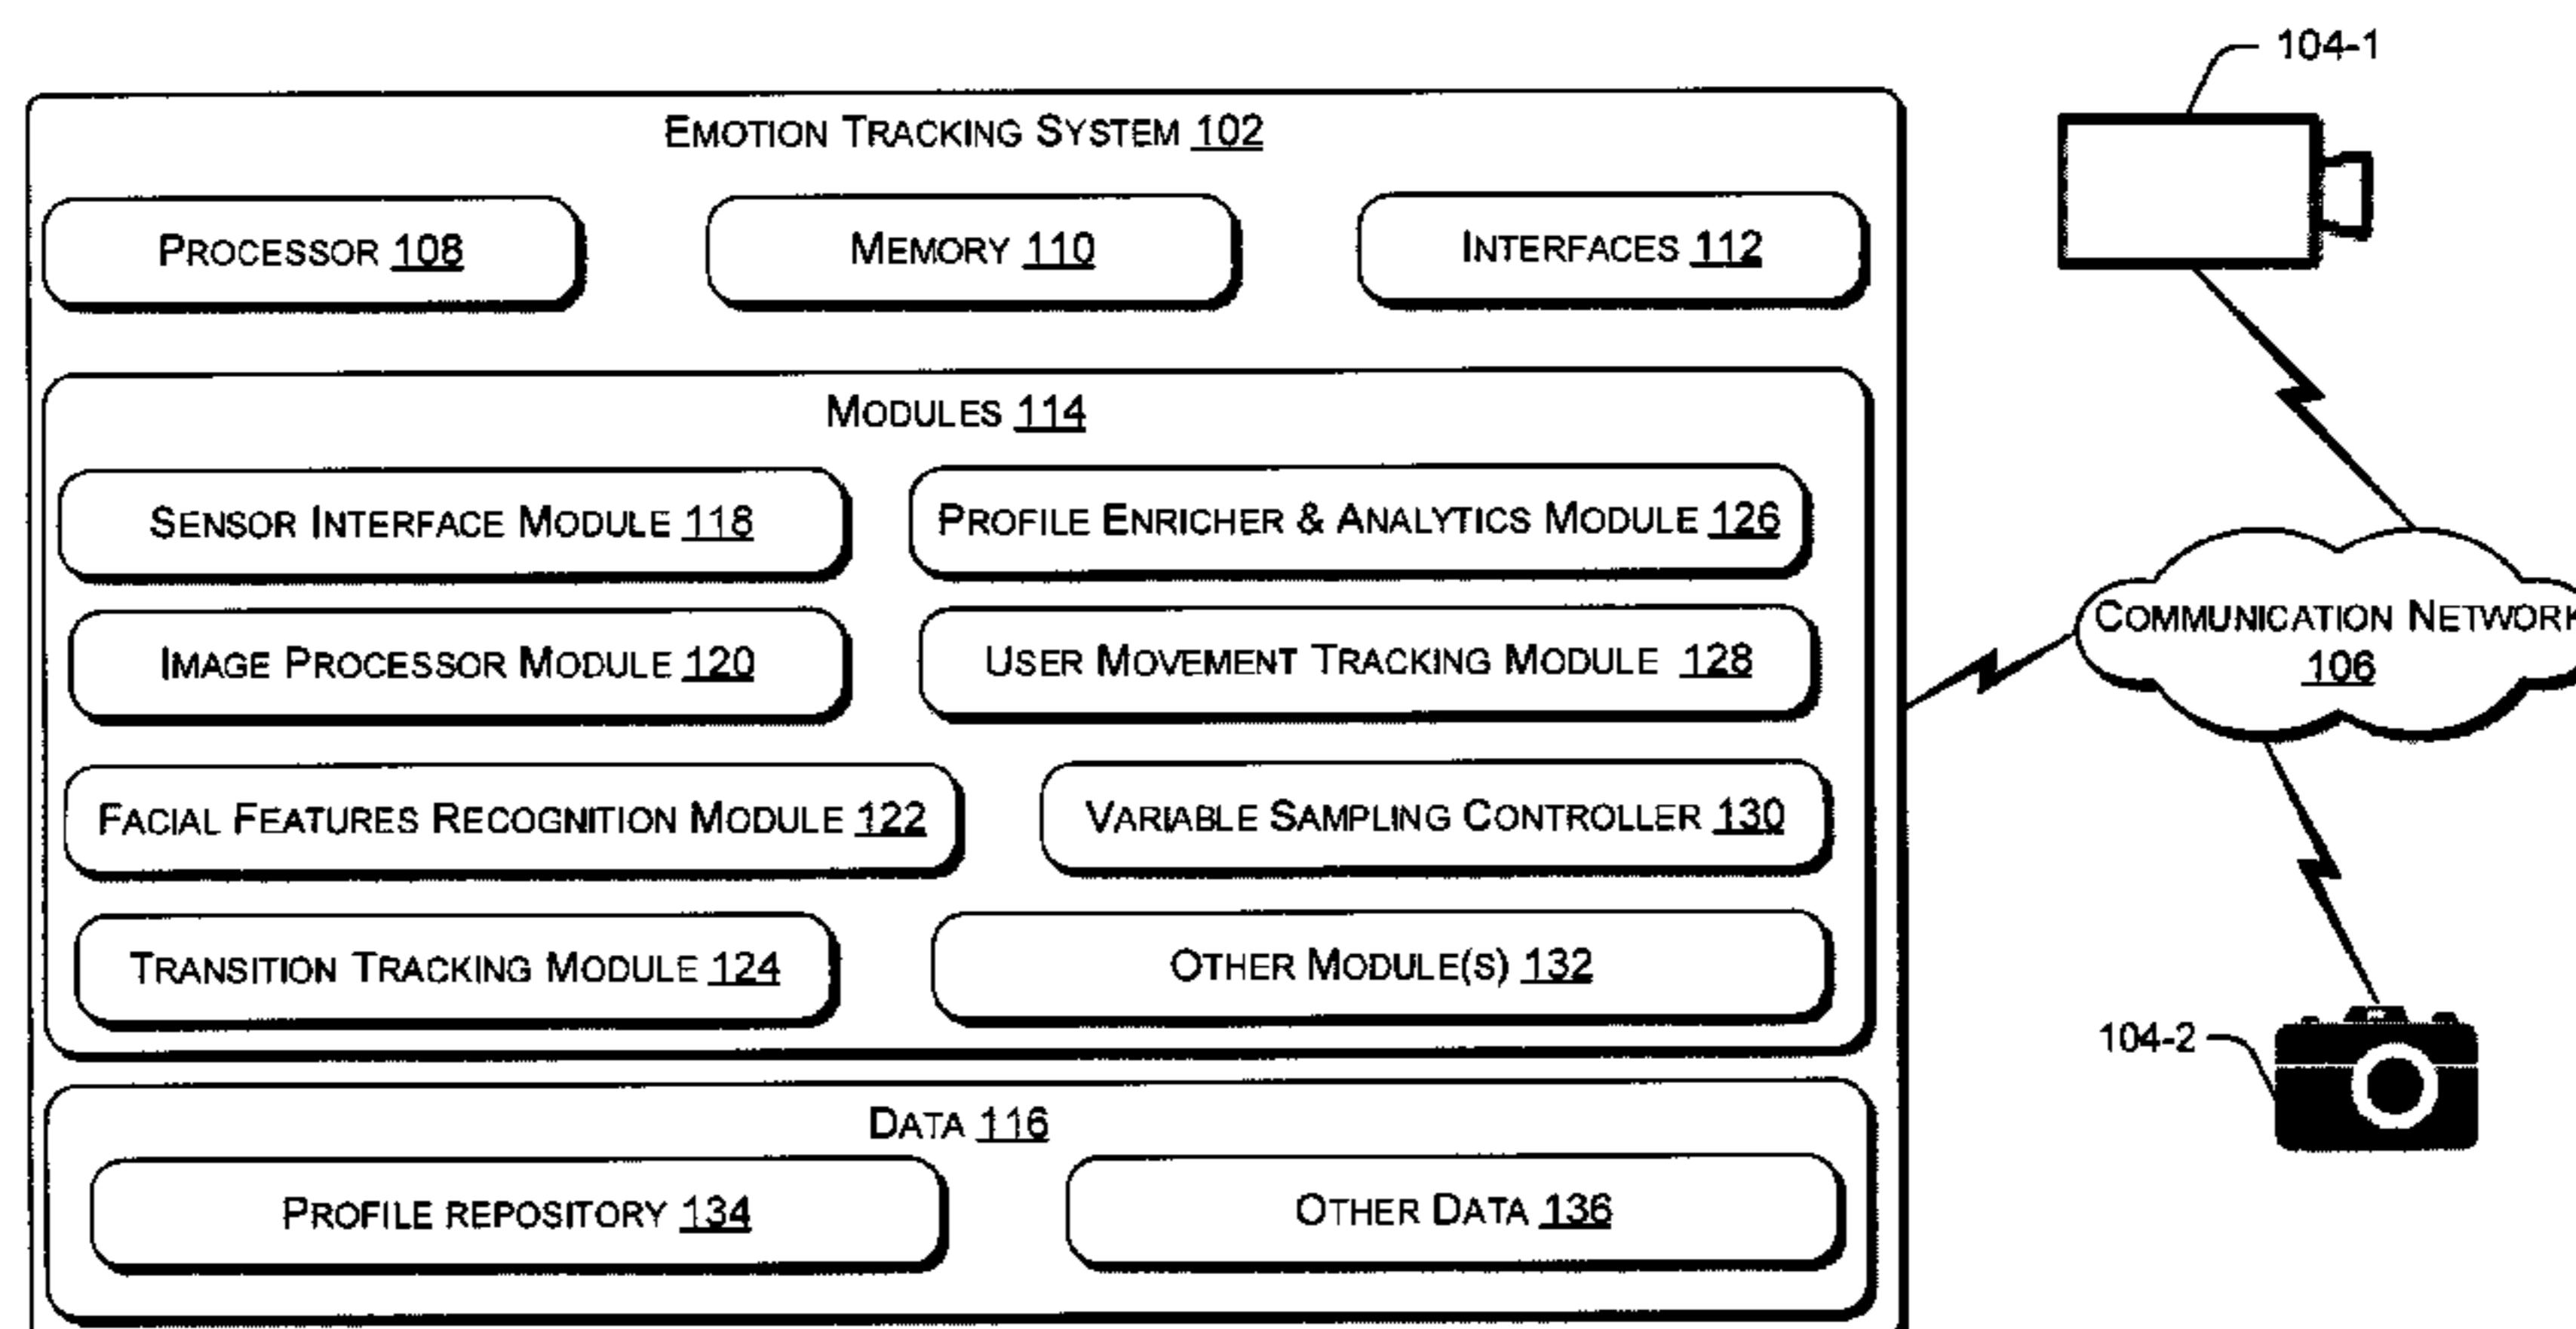 104-1
EMOTION TRACKING SYSTEM 102
PROCESSOR 108
MEMORY 110
INTERFACES 112
MODULES 114
SENSOR INTERFACE MODULE 118
PROFILE ENRICHER & ANALYTICS MODULE 126
IMAGE PROCESSOR MODULE 120
USER MOVEMENT TRACKING MODULE 128
COMMUNICATION NETWORK
106
FACIAL FEATURES RECOGNITION MODULE 122
VARIABLE SAMPLING CONTROLLER 130
TRANSITION TRACKING MODULE 124
OTHER MODULE(S) 132
104-2
DATA 116
PROFILE REPOSITORY 134
OTHER DATA 136